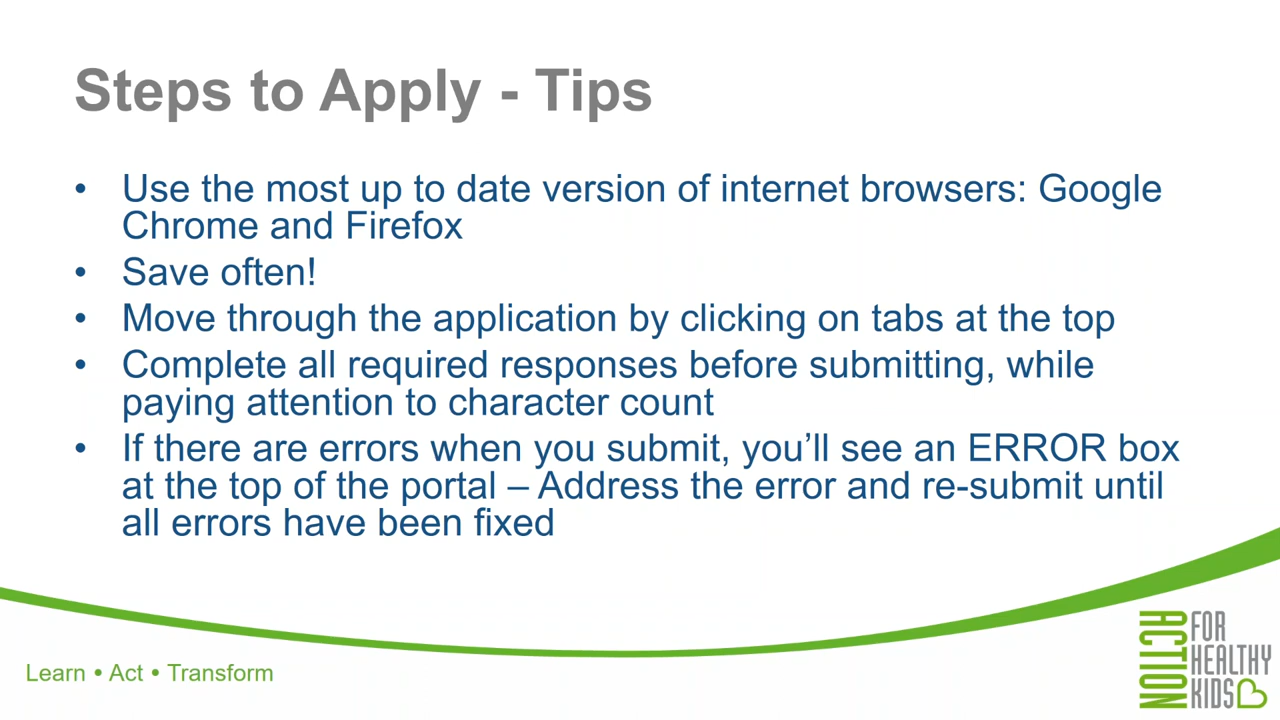 Steps to Apply - Tips
• Use the most up to date version of internet browsers: Google
Chrome and Firefox
• Save often!
• Move through the application by clicking on tabs at the top
• Complete all required responses before submitting, while
paying attention to character count
• If there are errors when you submit, you’ll see an ERROR box
at the top of the portal – Address the error and re-submit until
all errors have been fixed
Learn • Act • Transform
ACTION
FOR
HEALTHY
KIDS